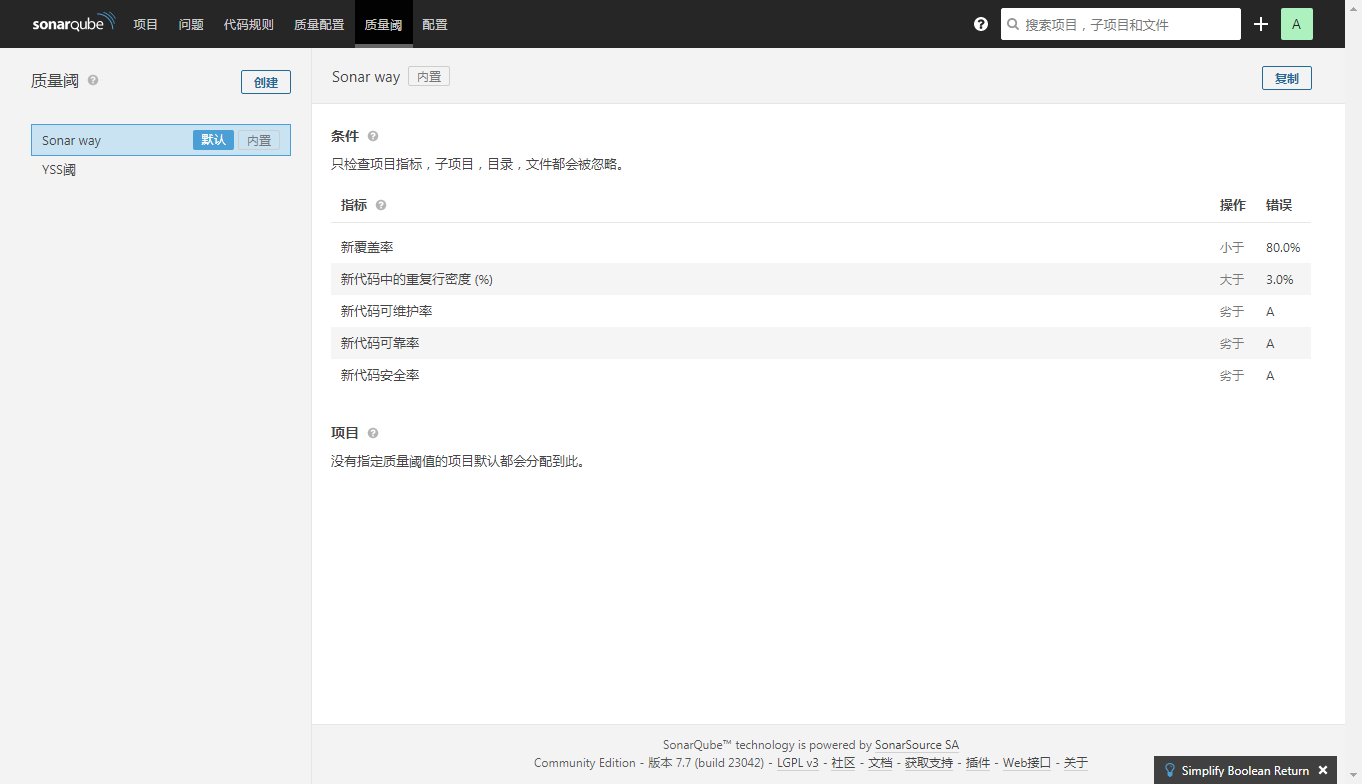 sonarqube 项目 问题 代码规则 质量配置 质量阈 配置 搜索项目，子项目和文件 A
质量阈 创建
Sonar way 默认 内置
YSS阈
Sonar way 内置 复制
条件
只检查项目指标，子项目，目录，文件都会被忽略。
指标 操作 错误
新覆盖率 小于 80.0%
新代码中的重复行密度 (%) 大于 3.0%
新代码可维护率 劣于 A
新代码可靠率 劣于 A
新代码安全率 劣于 A
项目
没有指定质量阈值的项目默认都会分配到此。
SonarQube™ technology is powered by SonarSource SA
Community Edition - 版本 7.7 (build 23042) - LGPL v3 - 社区 - 文档 - 获取支持 - 插件 - Web接口 - 关于
Simplify Boolean Return